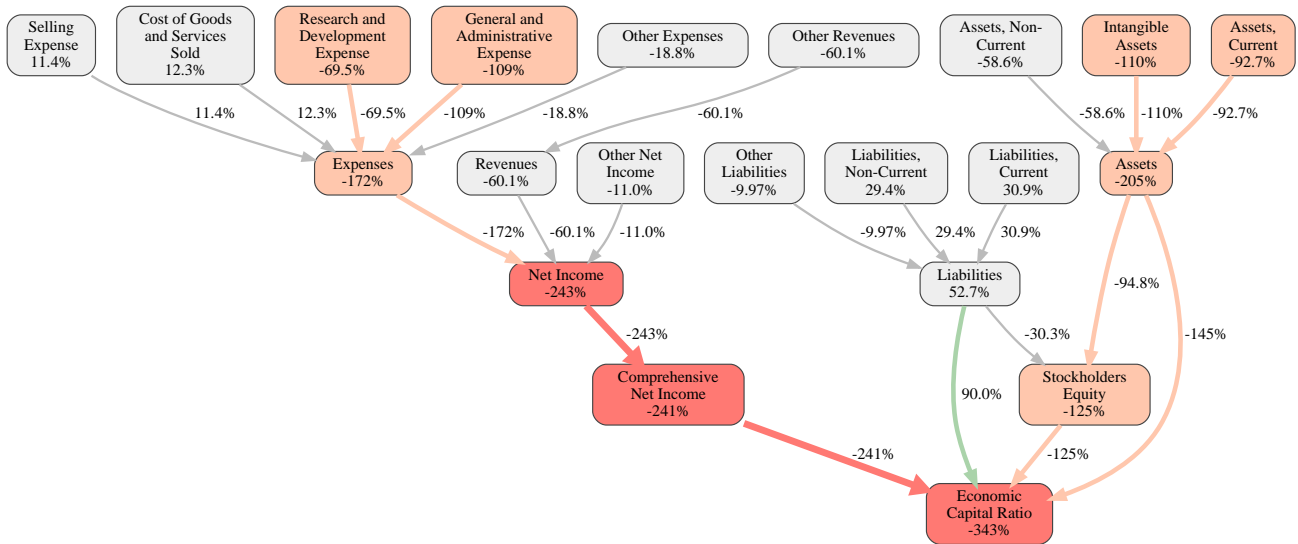 Selling
Expense
11.4%
Cost of Goods
and Services
Sold
12.3%
Research and
Development
Expense
-69.5%
General and
Administrative
Expense
-109%
Other Expenses
-18.8%
Other Revenues
-60.1%
Assets, Non-
Current
-58.6%
Intangible
Assets
-110%
Assets,
Current
-92.7%
11.4%
12.3%
-69.5%
-109%
-18.8%
-60.1%
-58.6%
-110%
-92.7%
Expenses
-172%
Revenues
-60.1%
Other Net
Income
-11.0%
Other
Liabilities
-9.97%
Liabilities,
Non-Current
29.4%
Liabilities,
Current
30.9%
Assets
-205%
-172%
-60.1%
-11.0%
-9.97%
29.4%
30.9%
Net Income
-243%
Liabilities
52.7%
-94.8%
-243%
-30.3%
-145%
Comprehensive
Net Income
-241%
90.0%
Stockholders
Equity
-125%
-241%
-125%
Economic
Capital Ratio
-343%